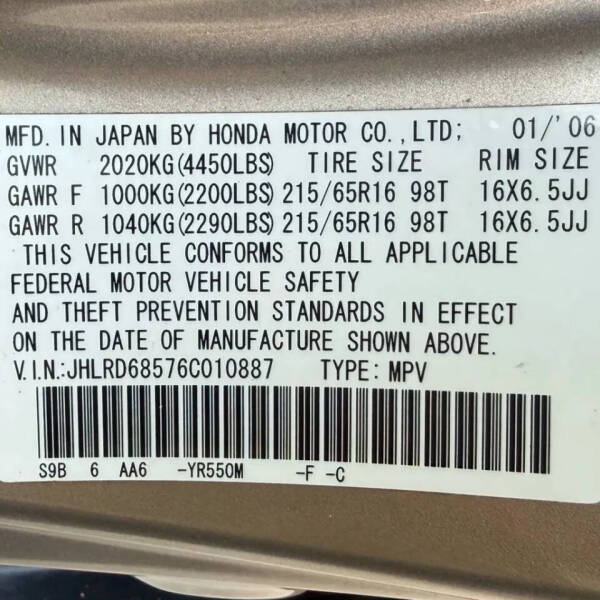 MFD. IN JAPAN BY HONDA MOTOR CO., LTD; 01/'06
GVWR 2020KG(4450LBS) TIRE SIZE RIM SIZE
GAWR F 1000KG(2200LBS) 215/65R16 98T 16X6.5JJ
GAWR R 1040KG(2290LBS) 215/65R16 98T 16X6.5JJ
THIS VEHICLE CONFORMS TO ALL APPLICABLE
FEDERAL MOTOR VEHICLE SAFETY
AND THEFT PREVENTION STANDARDS IN EFFECT
ON THE DATE OF MANUFACTURE SHOWN ABOVE.
V.I.N.:JHLRD68576C010887 TYPE: MPV
S9B 6 AA6 -YR550M -F -C